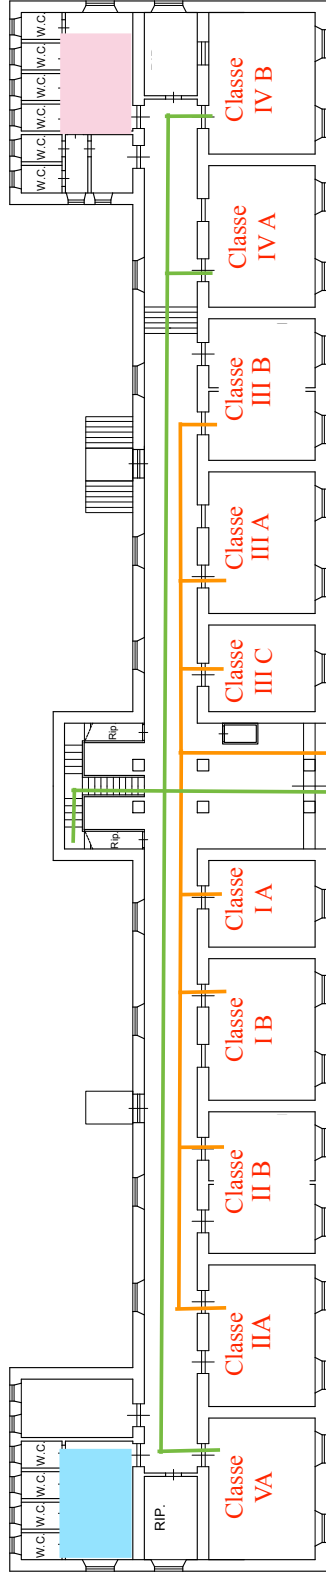 W.C.
W.C.
W.C.
W.C.
W.C.
W.C.
Classe
IV B
Classe
IV A
Classe
III B
Classe
III A
Classe
III C
Rip
Rip.
Classe
I A
Classe
I B
Classe
II B
Classe
IIA
W.C.
W.C.
W.C.
W.C.
RIP.
Classe
VA